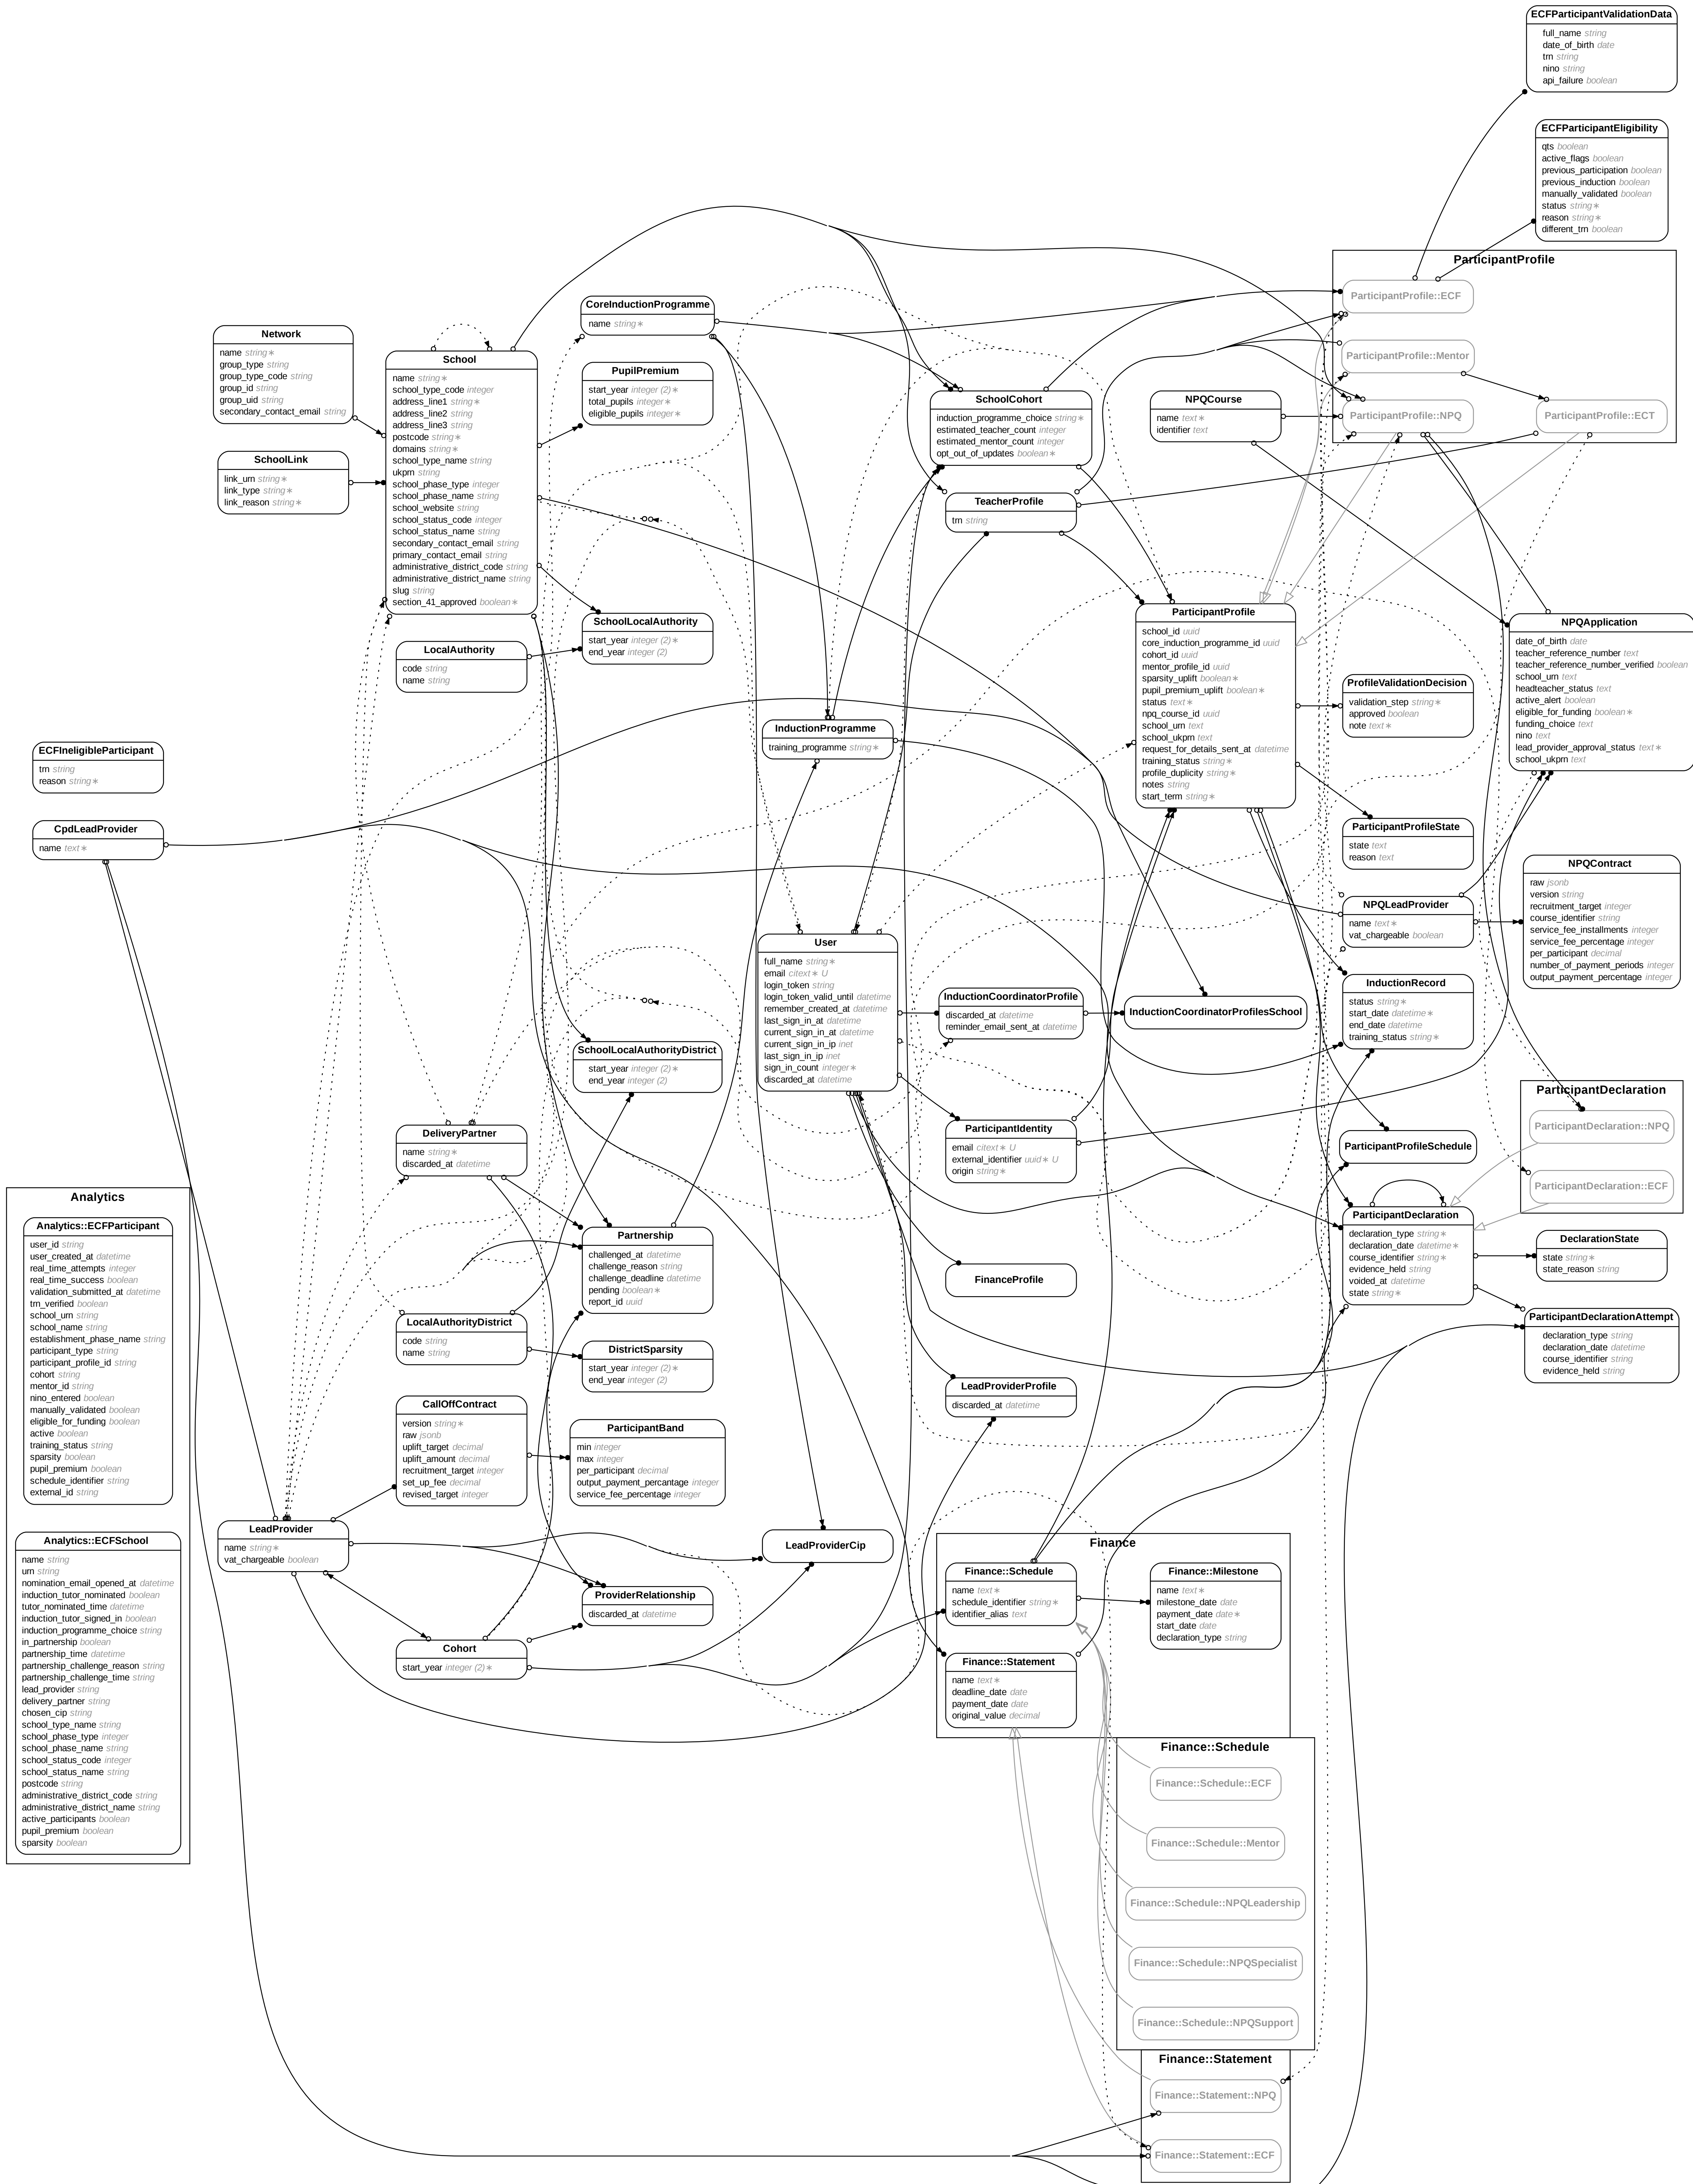 ECFParticipantValidationData
full_name string
date_of_birth date
trn string
nino string
api_failure boolean
ECFParticipantEligibility
qts boolean
active_flags boolean
previous_participation boolean
previous_induction boolean
manually_validated boolean
status string∗
reason string∗
different_trn boolean
ParticipantProfile
ParticipantProfile::ECF
ParticipantProfile::Mentor
ParticipantProfile::NPQ
ParticipantProfile::ECT
CoreInductionProgramme
name string∗
Network
name string∗
group_type string
group_type_code string
group_id string
group_uid string
secondary_contact_email string
SchoolLink
link_urn string∗
link_type string∗
link_reason string∗
School
name string∗
school_type_code integer
address_line1 string∗
address_line2 string
address_line3 string
postcode string∗
domains string∗
school_type_name string
ukprn string
school_phase_type integer
school_phase_name string
school_website string
school_status_code integer
school_status_name string
secondary_contact_email string
primary_contact_email string
administrative_district_code string
administrative_district_name string
slug string
section_41_approved boolean∗
PupilPremium
start_year integer (2)∗
total_pupils integer∗
eligible_pupils integer∗
SchoolCohort
induction_programme_choice string∗
estimated_teacher_count integer
estimated_mentor_count integer
opt_out_of_updates boolean∗
NPQCourse
name text∗
identifier text
TeacherProfile
trn string
SchoolLocalAuthority
start_year integer (2)∗
end_year integer (2)
LocalAuthority
code string
name string
ParticipantProfile
school_id uuid
core_induction_programme_id uuid
cohort_id uuid
mentor_profile_id uuid
sparsity_uplift boolean∗
pupil_premium_uplift boolean∗
status text∗
npq_course_id uuid
school_urn text
school_ukprn text
request_for_details_sent_at datetime
training_status string∗
profile_duplicity string∗
notes string
start_term string∗
NPQApplication
date_of_birth date
teacher_reference_number text
teacher_reference_number_verified boolean
school_urn text
headteacher_status text
active_alert boolean
eligible_for_funding boolean∗
funding_choice text
nino text
lead_provider_approval_status text∗
school_ukprn text
ProfileValidationDecision
validation_step string∗
approved boolean
note text∗
InductionProgramme
training_programme string∗
ECFIneligibleParticipant
trn string
reason string∗
CpdLeadProvider
name text∗
ParticipantProfileState
state text
reason text
NPQContract
raw jsonb
version string
recruitment_target integer
course_identifier string
service_fee_installments integer
service_fee_percentage integer
per_participant decimal
number_of_payment_periods integer
output_payment_percentage integer
NPQLeadProvider
name text∗
vat_chargeable boolean
User
full_name string∗
email citext∗ U
login_token string
login_token_valid_until datetime
remember_created_at datetime
last_sign_in_at datetime
current_sign_in_at datetime
current_sign_in_ip inet
last_sign_in_ip inet
sign_in_count integer∗
discarded_at datetime
InductionCoordinatorProfile
discarded_at datetime
reminder_email_sent_at datetime
InductionCoordinatorProfilesSchool
InductionRecord
status string∗
start_date datetime∗
end_date datetime
training_status string∗
SchoolLocalAuthorityDistrict
start_year integer (2)∗
end_year integer (2)
ParticipantDeclaration
ParticipantDeclaration::NPQ
ParticipantDeclaration::ECF
DeliveryPartner
name string∗
discarded_at datetime
ParticipantIdentity
email citext∗ U
external_identifier uuid∗ U
origin string∗
ParticipantProfileSchedule
Analytics
Analytics::ECFParticipant
user_id string
user_created_at datetime
real_time_attempts integer
real_time_success boolean
validation_submitted_at datetime
trn_verified boolean
school_urn string
school_name string
establishment_phase_name string
participant_type string
participant_profile_id string
cohort string
mentor_id string
nino_entered boolean
manually_validated boolean
eligible_for_funding boolean
active boolean
training_status string
sparsity boolean
pupil_premium boolean
schedule_identifier string
external_id string
Analytics::ECFSchool
name string
urn string
nomination_email_opened_at datetime
induction_tutor_nominated boolean
tutor_nominated_time datetime
induction_tutor_signed_in boolean
induction_programme_choice string
in_partnership boolean
partnership_time datetime
partnership_challenge_reason string
partnership_challenge_time string
lead_provider string
delivery_partner string
chosen_cip string
school_type_name string
school_phase_type integer
school_phase_name string
school_status_code integer
school_status_name string
postcode string
administrative_district_code string
administrative_district_name string
active_participants boolean
pupil_premium boolean
sparsity boolean
Partnership
challenged_at datetime
challenge_reason string
challenge_deadline datetime
pending boolean∗
report_id uuid
FinanceProfile
ParticipantDeclaration
declaration_type string∗
declaration_date datetime∗
course_identifier string∗
evidence_held string
voided_at datetime
state string∗
DeclarationState
state string∗
state_reason string
ParticipantDeclarationAttempt
declaration_type string
declaration_date datetime
course_identifier string
evidence_held string
LocalAuthorityDistrict
code string
name string
DistrictSparsity
start_year integer (2)∗
end_year integer (2)
LeadProviderProfile
discarded_at datetime
CallOffContract
version string∗
raw jsonb
uplift_target decimal
uplift_amount decimal
recruitment_target integer
set_up_fee decimal
revised_target integer
ParticipantBand
min integer
max integer
per_participant decimal
output_payment_percantage integer
service_fee_percentage integer
LeadProvider
name string∗
vat_chargeable boolean
LeadProviderCip
ProviderRelationship
discarded_at datetime
Cohort
start_year integer (2)∗
Finance
Finance::Schedule
name text∗
schedule_identifier string∗
identifier_alias text
Finance::Milestone
name text∗
milestone_date date
payment_date date∗
start_date date
declaration_type string
Finance::Statement
name text∗
deadline_date date
payment_date date
original_value decimal
Finance::Schedule
Finance::Schedule::ECF
Finance::Schedule::Mentor
Finance::Schedule::NPQLeadership
Finance::Schedule::NPQSpecialist
Finance::Schedule::NPQSupport
Finance::Statement
Finance::Statement::NPQ
Finance::Statement::ECF